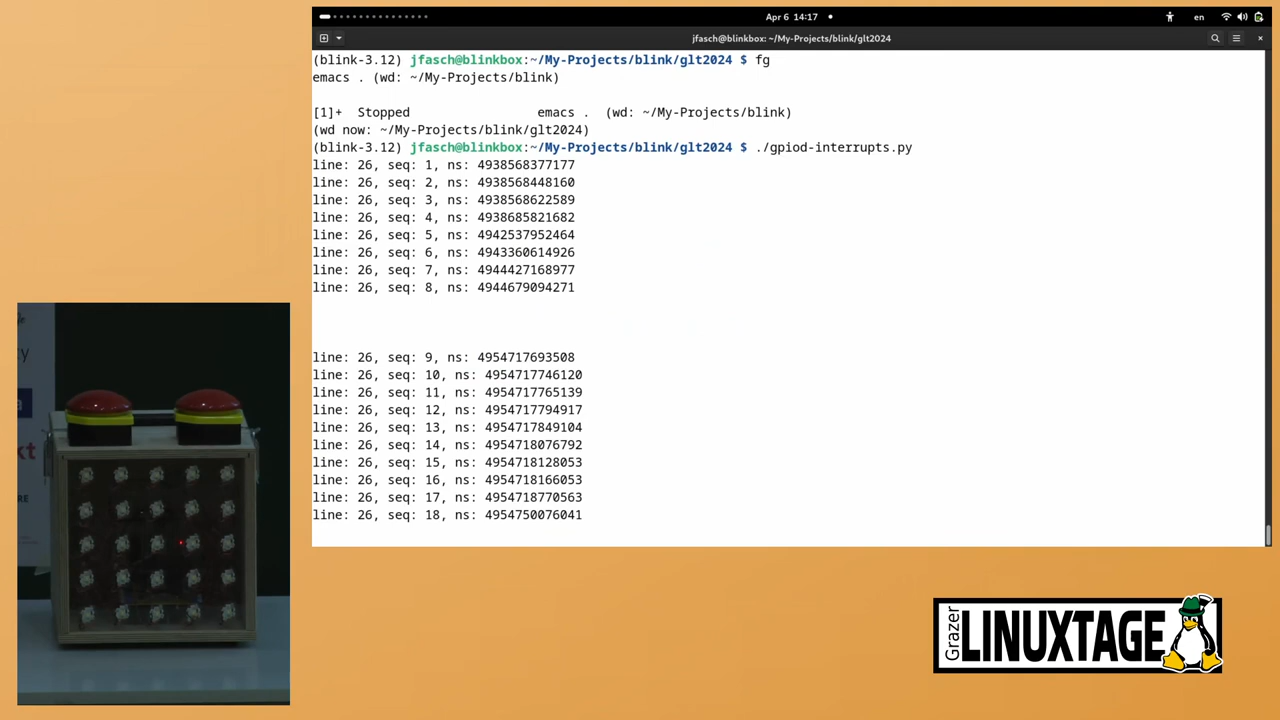 Apr 6 14:17
en
jfasch@blinkbox: ~/My-Projects/blink/glt2024
(blink-3.12) jfasch@blinkbox:~/My-Projects/blink/glt2024 $ fg
emacs . (wd: ~/My-Projects/blink)
[1]+  Stopped                 emacs .  (wd: ~/My-Projects/blink)
(wd now: ~/My-Projects/blink/glt2024)
(blink-3.12) jfasch@blinkbox:~/My-Projects/blink/glt2024 $ ./gpiod-interrupts.py
line: 26, seq: 1, ns: 4938568377177
line: 26, seq: 2, ns: 4938568448160
line: 26, seq: 3, ns: 4938568622589
line: 26, seq: 4, ns: 4938685821682
line: 26, seq: 5, ns: 4942537952464
line: 26, seq: 6, ns: 4943360614926
line: 26, seq: 7, ns: 4944427168977
line: 26, seq: 8, ns: 4944679094271
line: 26, seq: 9, ns: 4954717693508
line: 26, seq: 10, ns: 4954717746120
line: 26, seq: 11, ns: 4954717765139
line: 26, seq: 12, ns: 4954717794917
line: 26, seq: 13, ns: 4954717849104
line: 26, seq: 14, ns: 4954718076792
line: 26, seq: 15, ns: 4954718128053
line: 26, seq: 16, ns: 4954718166053
line: 26, seq: 17, ns: 4954718770563
line: 26, seq: 18, ns: 4954750076041
Grazer
LINUXTAGE